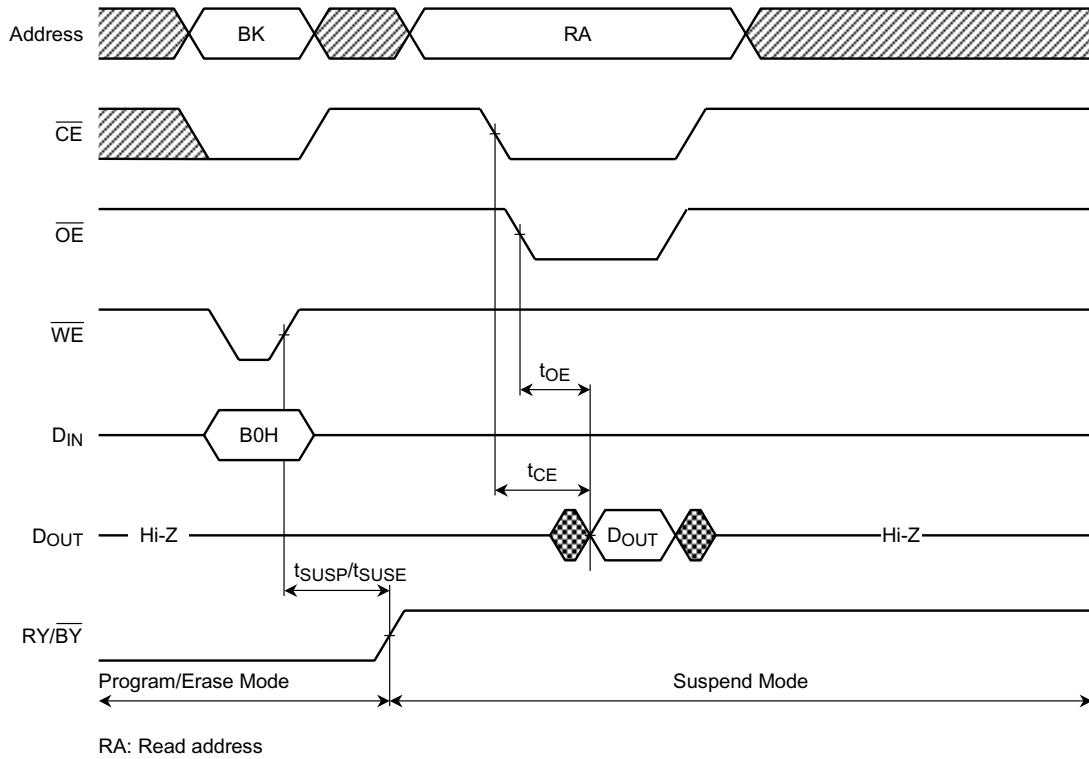 Address BK RA
CE
OE
WE
tOE
DIN B0H
tCE
DOUT Hi-Z DOUT Hi-Z
tSUSP/tSUSE
RY/BY
Program/Erase Mode Suspend Mode
RA: Read address